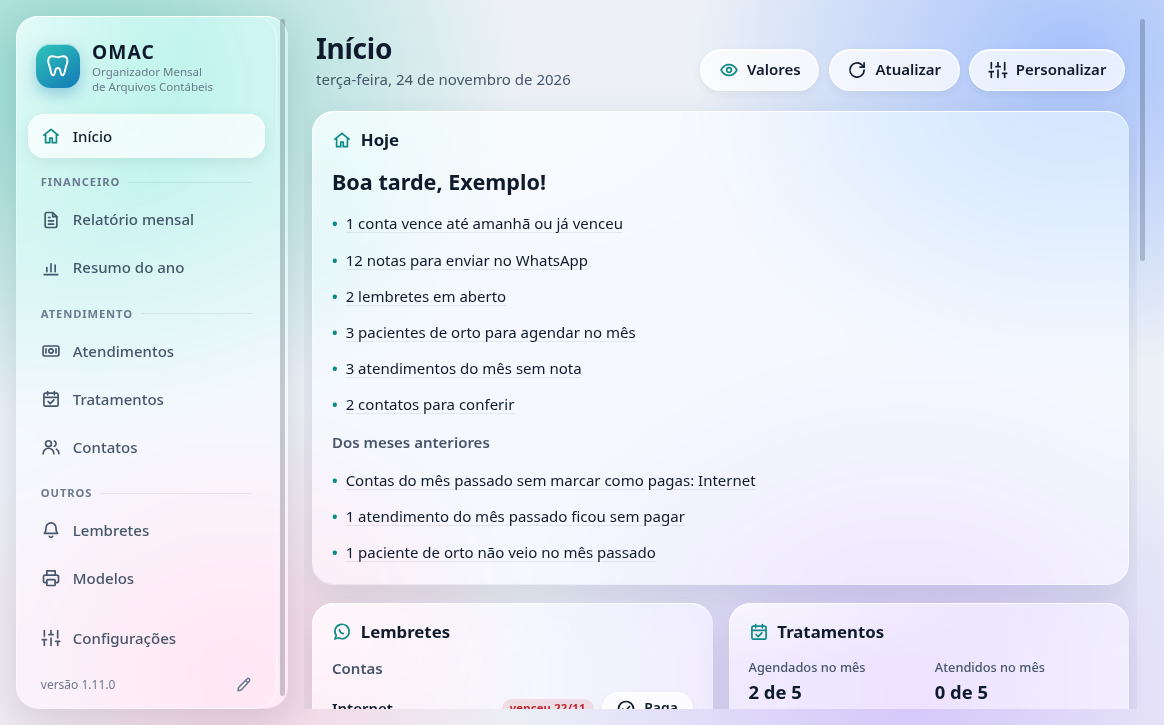 OMAC
Organizador Mensal
de Arquivos Contábeis
Início
FINANCEIRO
Relatório mensal
Resumo do ano
ATENDIMENTO
Atendimentos
Tratamentos
Contatos
OUTROS
Lembretes
Modelos
Configurações
versão 1.11.0
Início
terça-feira, 24 de novembro de 2026
Valores
Atualizar
Personalizar
Hoje
Boa tarde, Exemplo!
• 1 conta vence até amanhã ou já venceu
• 12 notas para enviar no WhatsApp
• 2 lembretes em aberto
• 3 pacientes de orto para agendar no mês
• 3 atendimentos do mês sem nota
• 2 contatos para conferir
Dos meses anteriores
• Contas do mês passado sem marcar como pagas: Internet
• 1 atendimento do mês passado ficou sem pagar
• 1 paciente de orto não veio no mês passado
Lembretes
Contas
Internet venceu 22/11 Paga
Tratamentos
Agendados no mês Atendidos no mês
2 de 5 0 de 5